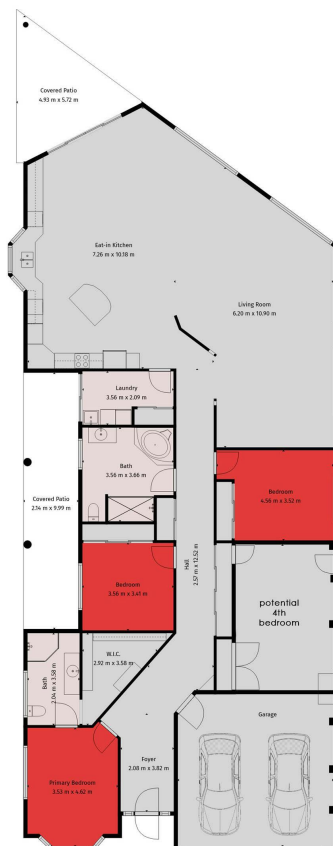 Covered Patio
4.93 m x 5.72 m
Eat-in Kitchen
7.26 m x 10.18 m
Living Room
6.20 m x 10.90 m
Laundry
3.56 m x 2.09 m
Bath
3.56 m x 3.66 m
Bedroom
4.56 m x 3.52 m
Covered Patio
2.14 m x 9.99 m
Hall
2.57 m x 12.52 m
Bedroom
3.56 m x 3.41 m
potential
4th
bedroom
W.I.C.
2.92 m x 3.58 m
Bath
2.04 m x 3.58 m
Garage
Foyer
2.08 m x 3.82 m
Primary Bedroom
3.53 m x 4.62 m